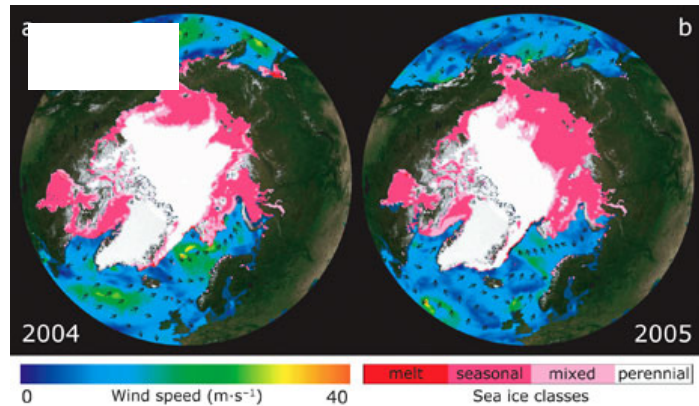 a
b
2004
2005
melt seasonal mixed perennial
0 Wind speed (m·s⁻¹) 40
Sea ice classes